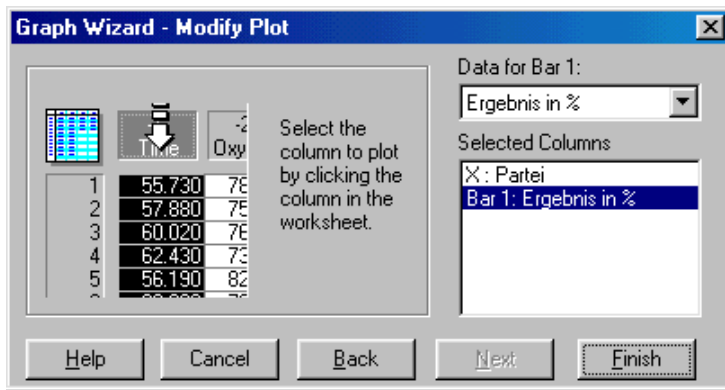 Graph Wizard - Modify Plot
Data for Bar 1:
Ergebnis in %
Selected Columns
X : Partei
Bar 1: Ergebnis in %
Time Oxy
1 55.730
2 57.880
3 60.020
4 62.430
5 56.190 82
Select the
column to plot
by clicking the
column in the
worksheet.
Help Cancel Back Next Finish